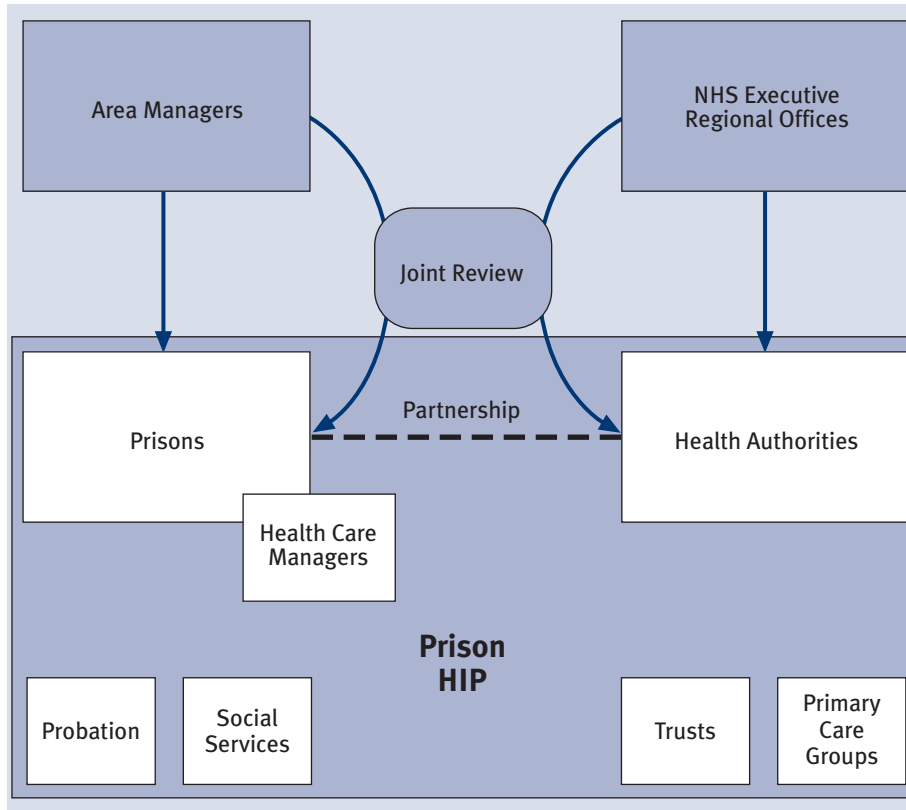 Area Managers
NHS Executive
Regional Offices
Joint Review
Partnership
Prisons
Health Authorities
Health Care
Managers
Prison
HIP
Probation
Social
Services
Trusts
Primary
Care
Groups